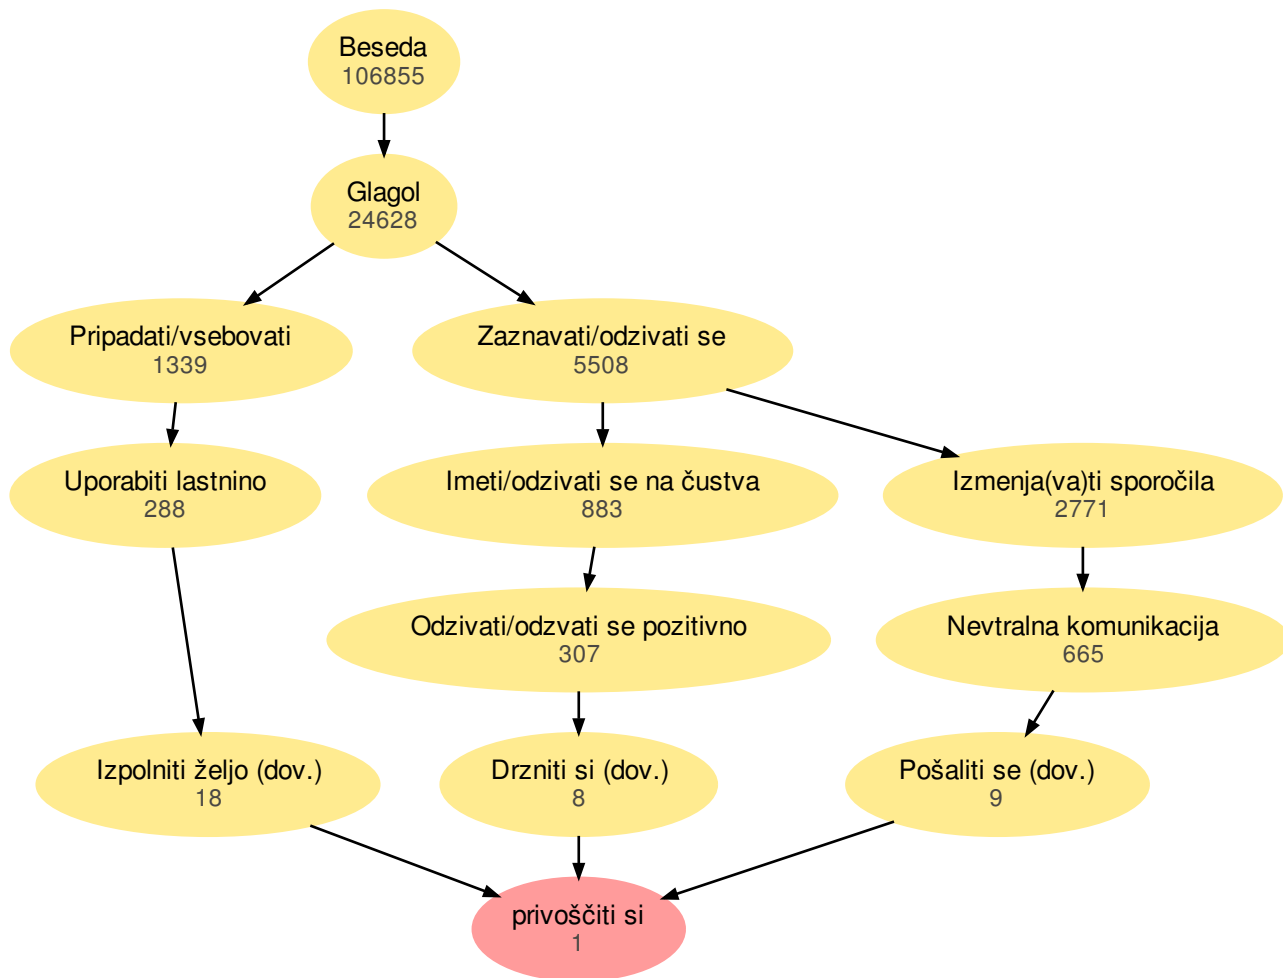 Beseda
106855
Glagol
24628
Pripadati/vsebovati
1339
Zaznavati/odzivati se
5508
Uporabiti lastnino
288
Imeti/odzivati se na čustva
883
Izmenja(va)ti sporočila
2771
Odzivati/odzvati se pozitivno
307
Nevtralna komunikacija
665
Izpolniti željo (dov.)
18
Drzniti si (dov.)
8
Pošaliti se (dov.)
9
privoščiti si
1